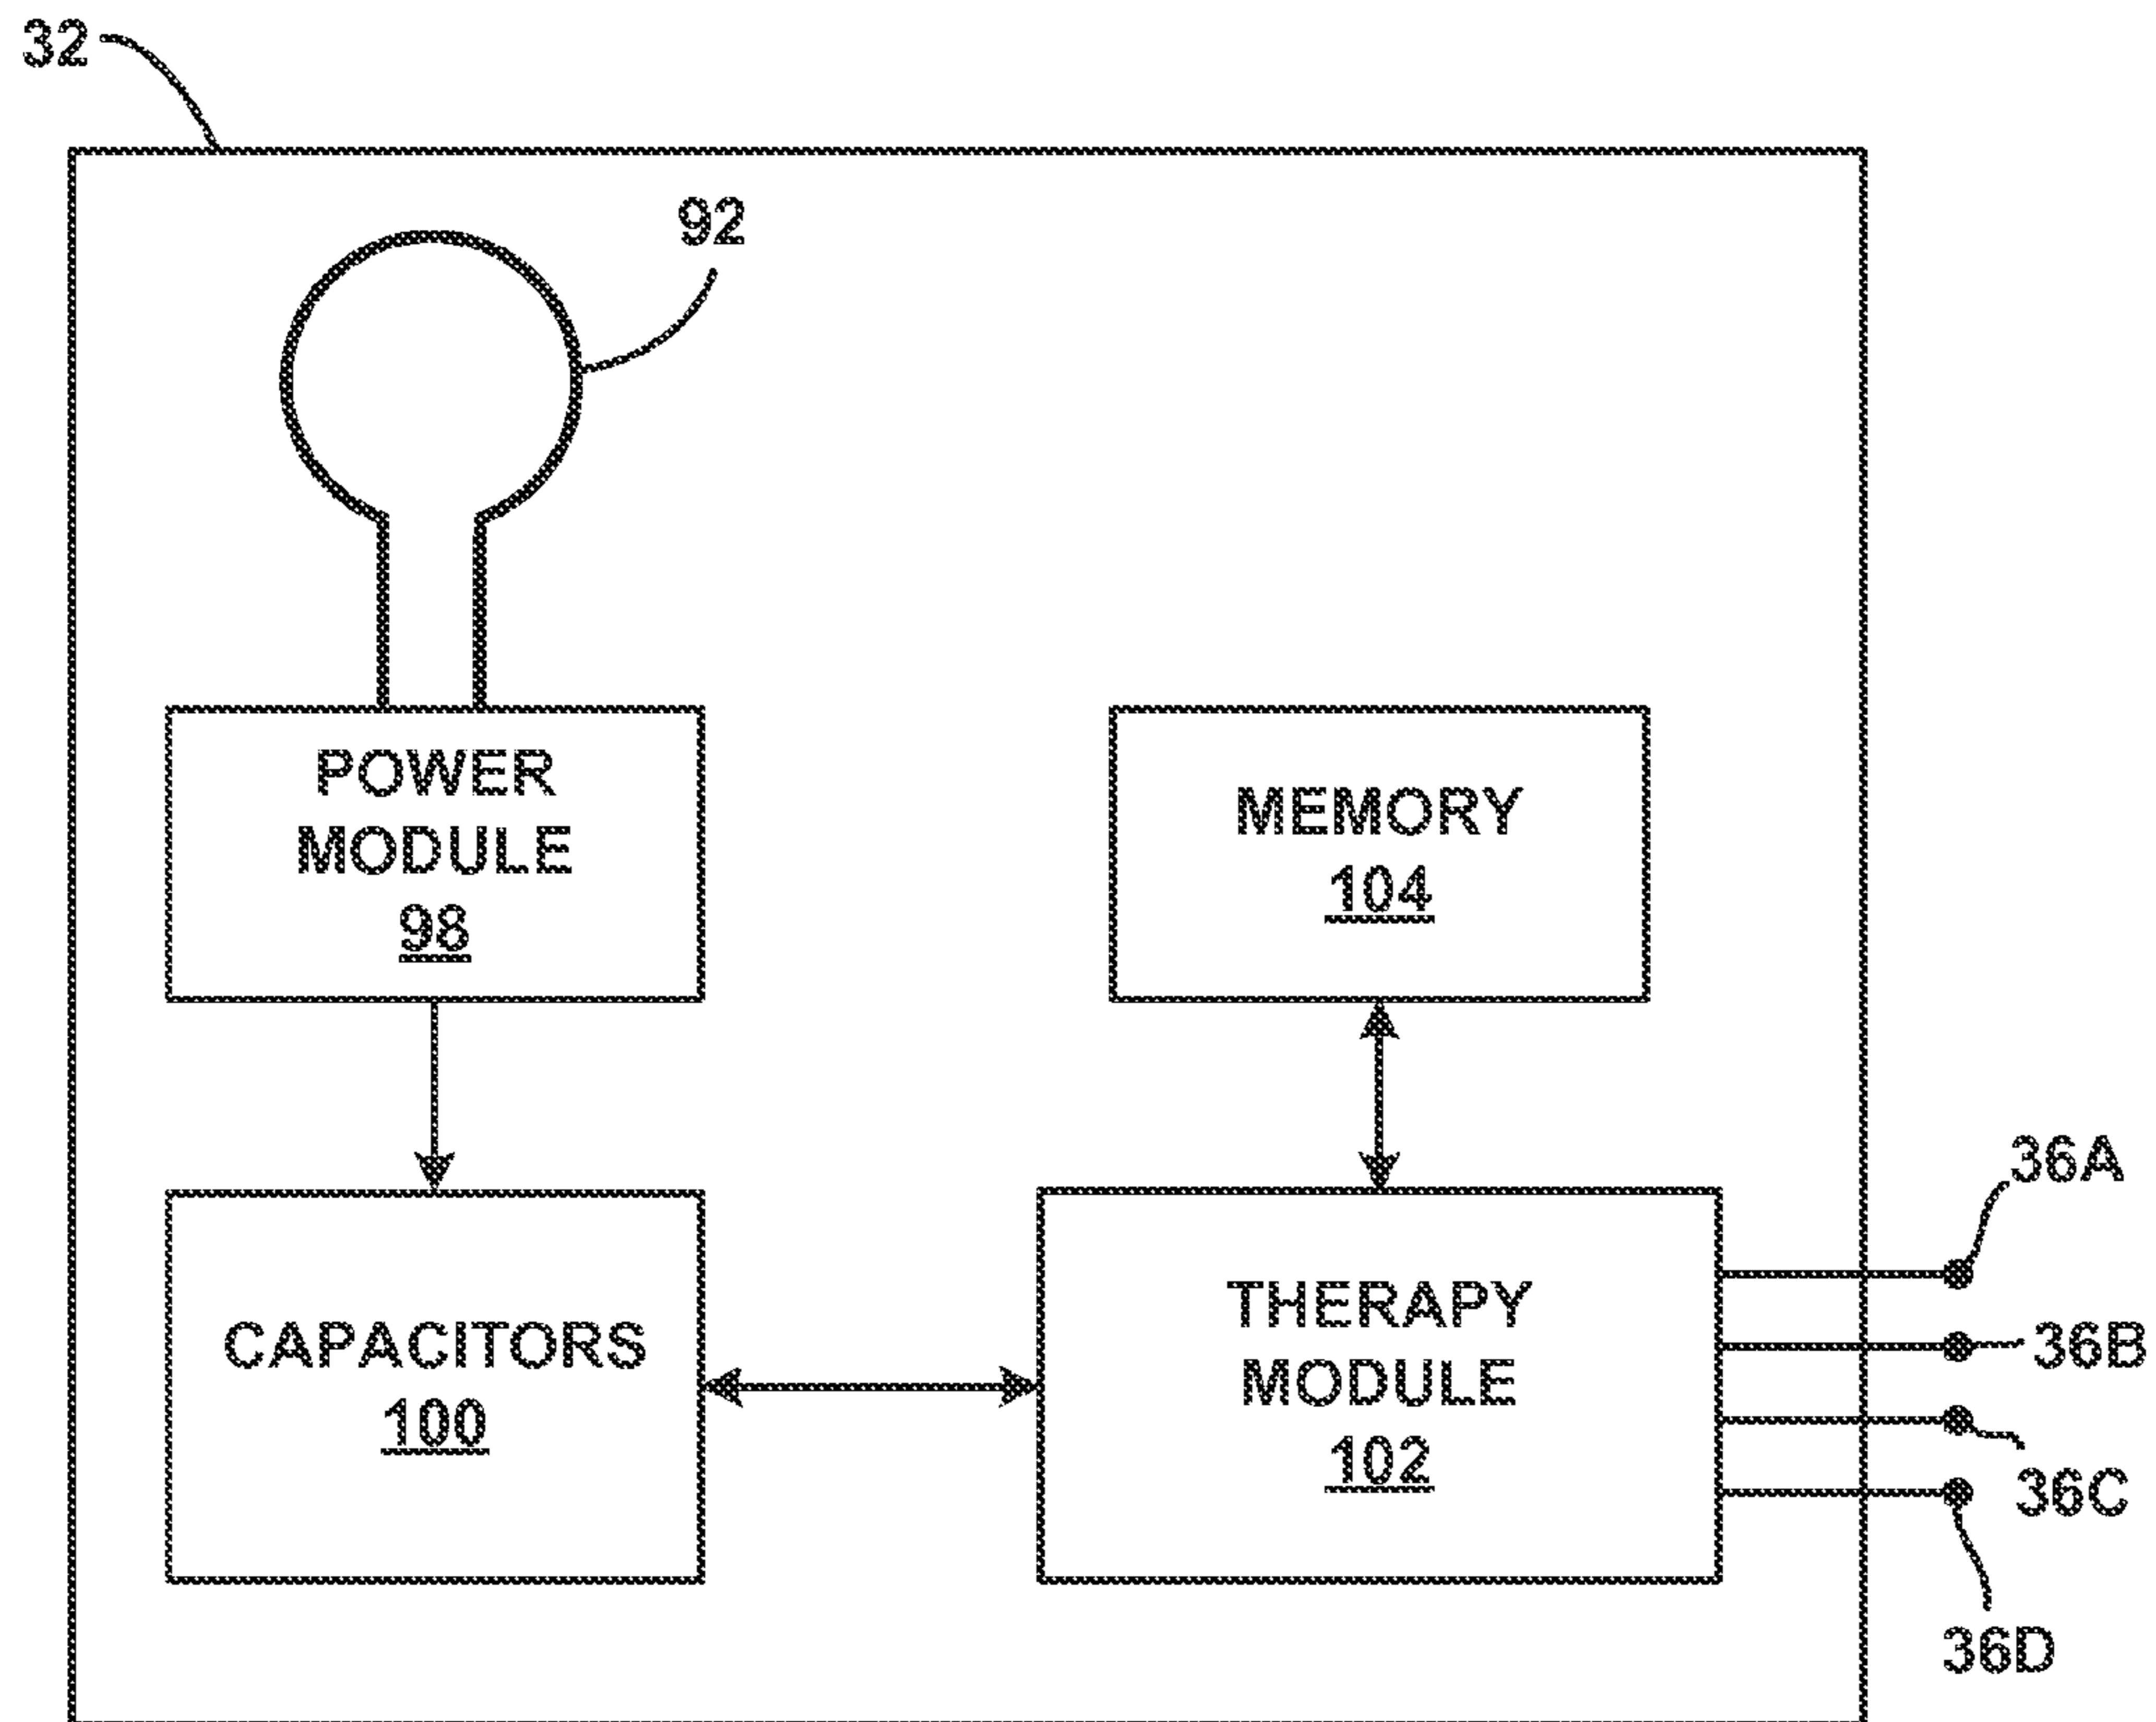 32
92
POWER
MODULE
98
MEMORY
104
CAPACITORS
100
THERAPY
MODULE
102
36A
36B
36C
36D